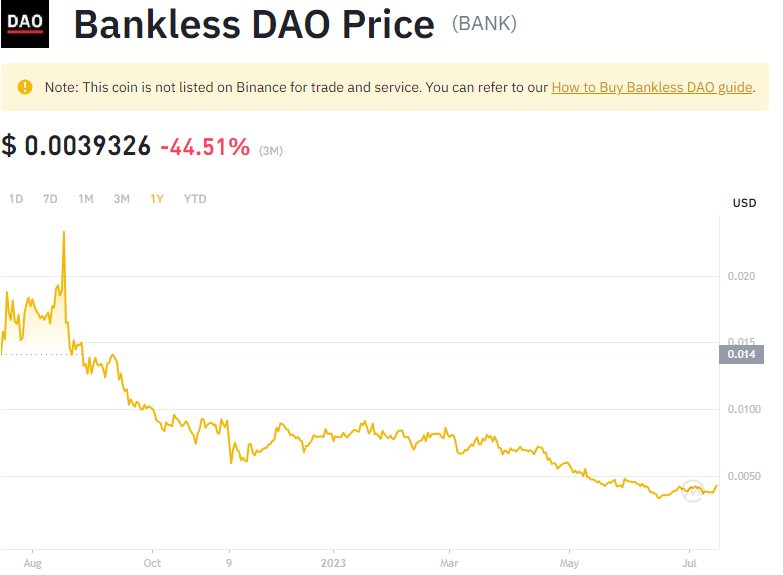 DAO
Bankless DAO Price (BANK)
Note: This coin is not listed on Binance for trade and service. You can refer to our How to Buy Bankless DAO guide.
$ 0.0039326 -44.51% (3M)
1D 7D 1M 3M 1Y YTD
USD
0.020
0.015
0.014
0.0100
0.0050
Aug Oct 9 2023 Mar May Jul